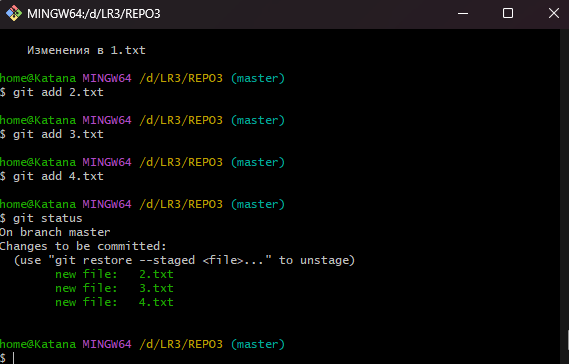 MINGW64:/d/LR3/REPO3
Изменения в 1.txt
home@Katana MINGW64 /d/LR3/REPO3 (master)
$ git add 2.txt
home@Katana MINGW64 /d/LR3/REPO3 (master)
$ git add 3.txt
home@Katana MINGW64 /d/LR3/REPO3 (master)
$ git add 4.txt
home@Katana MINGW64 /d/LR3/REPO3 (master)
$ git status
On branch master
Changes to be committed:
  (use "git restore --staged <file>..." to unstage)
        new file:   2.txt
        new file:   3.txt
        new file:   4.txt
home@Katana MINGW64 /d/LR3/REPO3 (master)
$